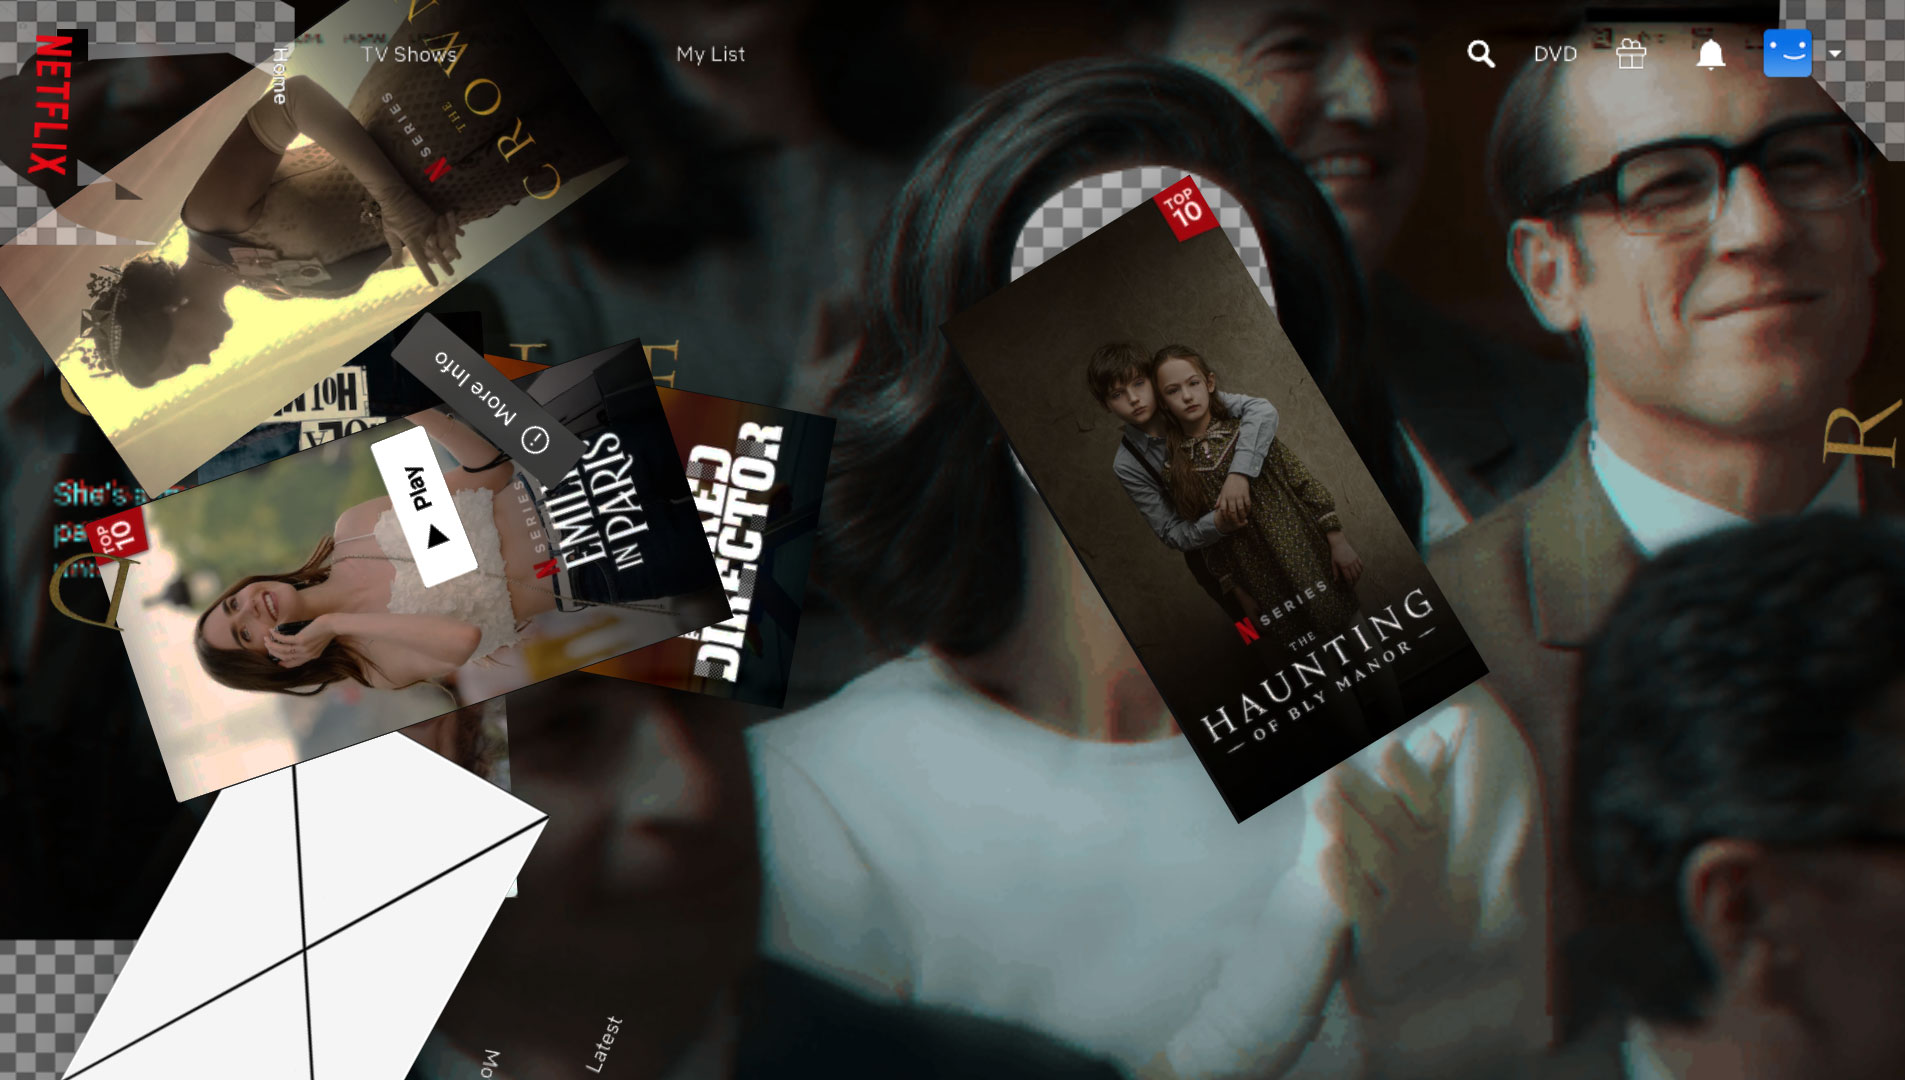 NETFLIX
Home
TV Shows
My List
DVD
THE
CROWN
N SERIES
TOP
10
More Info
R
She's a
pa
Play
TOP
10
N SERIES
EMILY
IN PARIS
DIRECTOR
N SERIES
THE
HAUNTING
OF BLY MANOR
Mo
Latest